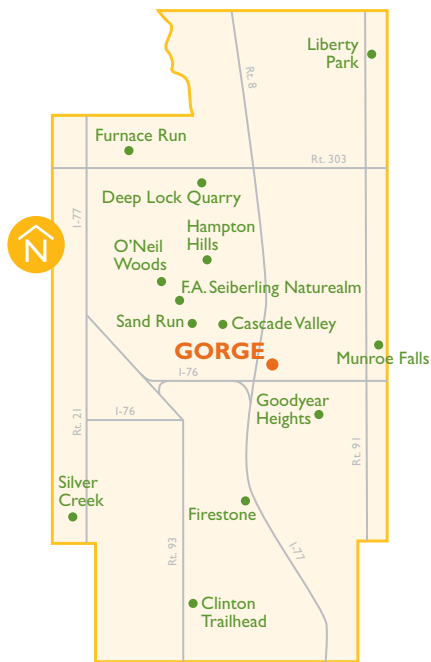 Liberty
Park
Rt. 8
Furnace Run
Rt. 303
Deep Lock Quarry
I-77
Hampton
Hills
N
O'Neil
Woods
F.A. Seiberling Naturealm
Sand Run
Cascade Valley
GORGE
Munroe Falls
I-76
Goodyear
Heights
I-76
Rt. 21
Rt. 91
Silver
Creek
Firestone
Rt. 93
I-77
Clinton
Trailhead